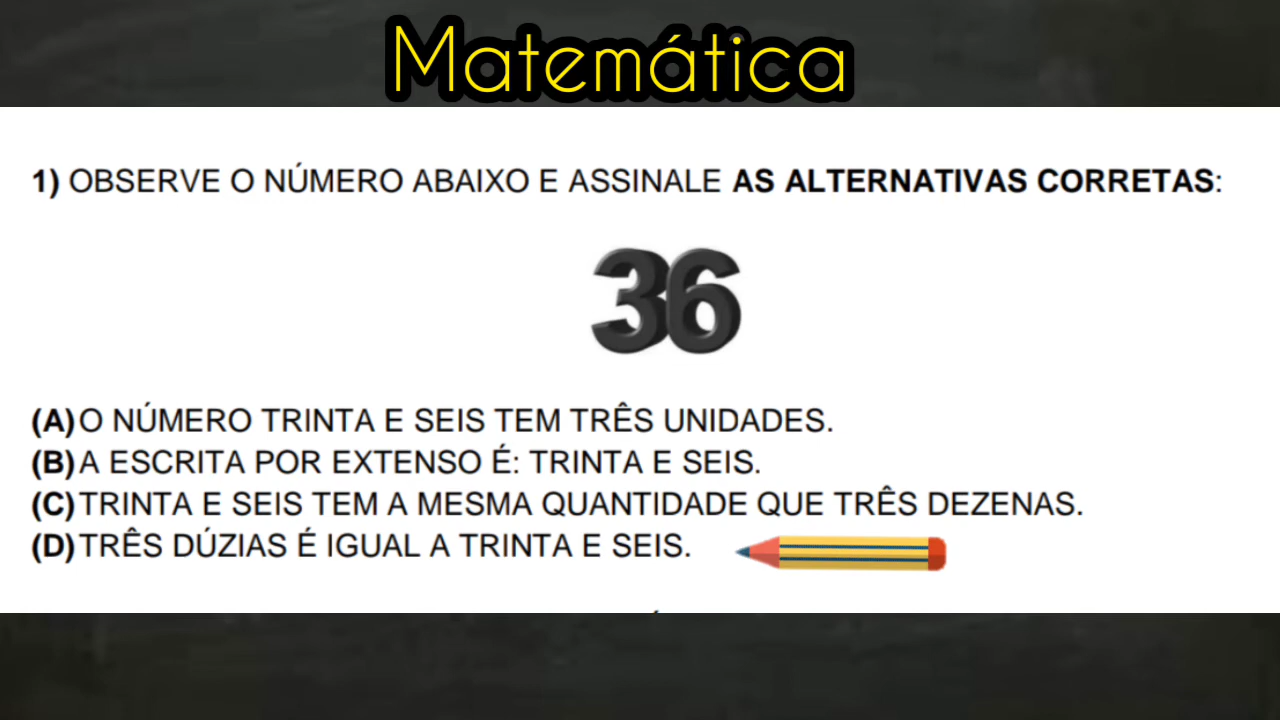 Matemática
1) OBSERVE O NÚMERO ABAIXO E ASSINALE AS ALTERNATIVAS CORRETAS:
36
(A) O NÚMERO TRINTA E SEIS TEM TRÊS UNIDADES.
(B) A ESCRITA POR EXTENSO É: TRINTA E SEIS.
(C) TRINTA E SEIS TEM A MESMA QUANTIDADE QUE TRÊS DEZENAS.
(D) TRÊS DÚZIAS É IGUAL A TRINTA E SEIS.